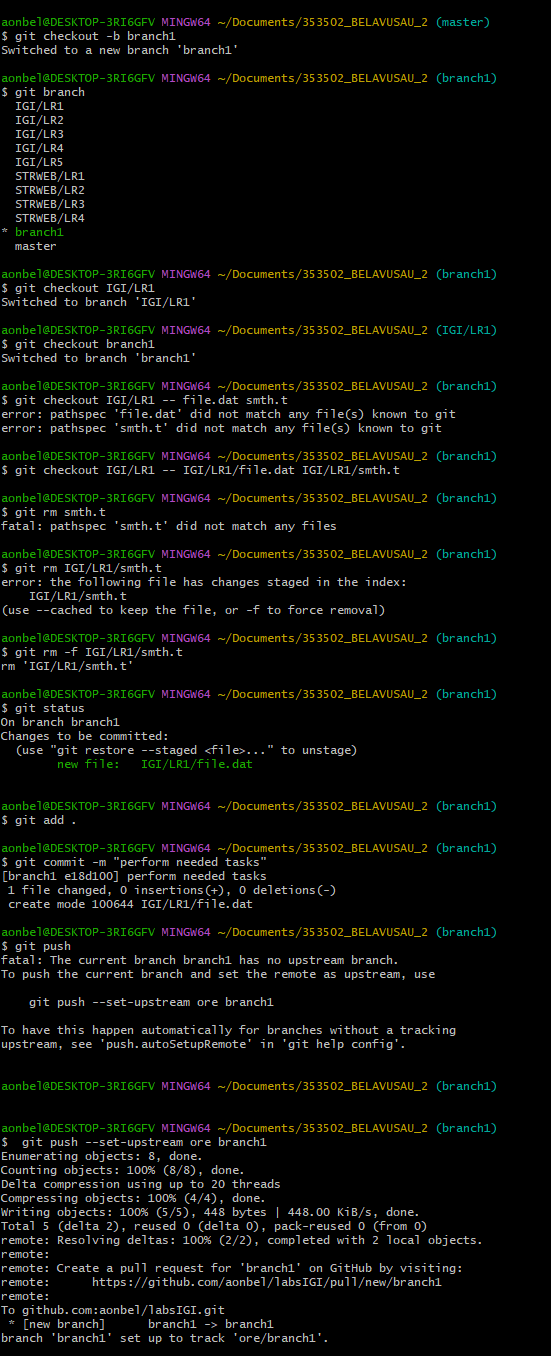 aonbel@DESKTOP-3RI6GFV MINGW64 ~/Documents/353502_BELAVUSAU_2 (master)
$ git checkout -b branch1
Switched to a new branch 'branch1'

aonbel@DESKTOP-3RI6GFV MINGW64 ~/Documents/353502_BELAVUSAU_2 (branch1)
$ git branch
  IGI/LR1
  IGI/LR2
  IGI/LR3
  IGI/LR4
  IGI/LR5
  STRWEB/LR1
  STRWEB/LR2
  STRWEB/LR3
  STRWEB/LR4
* branch1
  master

aonbel@DESKTOP-3RI6GFV MINGW64 ~/Documents/353502_BELAVUSAU_2 (branch1)
$ git checkout IGI/LR1
Switched to branch 'IGI/LR1'

aonbel@DESKTOP-3RI6GFV MINGW64 ~/Documents/353502_BELAVUSAU_2 (IGI/LR1)
$ git checkout branch1
Switched to branch 'branch1'

aonbel@DESKTOP-3RI6GFV MINGW64 ~/Documents/353502_BELAVUSAU_2 (branch1)
$ git checkout IGI/LR1 -- file.dat smth.t
error: pathspec 'file.dat' did not match any file(s) known to git
error: pathspec 'smth.t' did not match any file(s) known to git

aonbel@DESKTOP-3RI6GFV MINGW64 ~/Documents/353502_BELAVUSAU_2 (branch1)
$ git checkout IGI/LR1 -- IGI/LR1/file.dat IGI/LR1/smth.t

aonbel@DESKTOP-3RI6GFV MINGW64 ~/Documents/353502_BELAVUSAU_2 (branch1)
$ git rm smth.t
fatal: pathspec 'smth.t' did not match any files

aonbel@DESKTOP-3RI6GFV MINGW64 ~/Documents/353502_BELAVUSAU_2 (branch1)
$ git rm IGI/LR1/smth.t
error: the following file has changes staged in the index:
    IGI/LR1/smth.t
(use --cached to keep the file, or -f to force removal)

aonbel@DESKTOP-3RI6GFV MINGW64 ~/Documents/353502_BELAVUSAU_2 (branch1)
$ git rm -f IGI/LR1/smth.t
rm 'IGI/LR1/smth.t'

aonbel@DESKTOP-3RI6GFV MINGW64 ~/Documents/353502_BELAVUSAU_2 (branch1)
$ git status
On branch branch1
Changes to be committed:
  (use "git restore --staged <file>..." to unstage)
        new file:   IGI/LR1/file.dat

aonbel@DESKTOP-3RI6GFV MINGW64 ~/Documents/353502_BELAVUSAU_2 (branch1)
$ git add .

aonbel@DESKTOP-3RI6GFV MINGW64 ~/Documents/353502_BELAVUSAU_2 (branch1)
$ git commit -m "perform needed tasks"
[branch1 e18d100] perform needed tasks
 1 file changed, 0 insertions(+), 0 deletions(-)
 create mode 100644 IGI/LR1/file.dat

aonbel@DESKTOP-3RI6GFV MINGW64 ~/Documents/353502_BELAVUSAU_2 (branch1)
$ git push
fatal: The current branch branch1 has no upstream branch.
To push the current branch and set the remote as upstream, use

    git push --set-upstream ore branch1

To have this happen automatically for branches without a tracking
upstream, see 'push.autoSetupRemote' in 'git help config'.

aonbel@DESKTOP-3RI6GFV MINGW64 ~/Documents/353502_BELAVUSAU_2 (branch1)

aonbel@DESKTOP-3RI6GFV MINGW64 ~/Documents/353502_BELAVUSAU_2 (branch1)
$  git push --set-upstream ore branch1
Enumerating objects: 8, done.
Counting objects: 100% (8/8), done.
Delta compression using up to 20 threads
Compressing objects: 100% (4/4), done.
Writing objects: 100% (5/5), 448 bytes | 448.00 KiB/s, done.
Total 5 (delta 2), reused 0 (delta 0), pack-reused 0 (from 0)
remote: Resolving deltas: 100% (2/2), completed with 2 local objects.
remote:
remote: Create a pull request for 'branch1' on GitHub by visiting:
remote:      https://github.com/aonbel/labsIGI/pull/new/branch1
remote:
To github.com:aonbel/labsIGI.git
 * [new branch]      branch1 -> branch1
branch 'branch1' set up to track 'ore/branch1'.